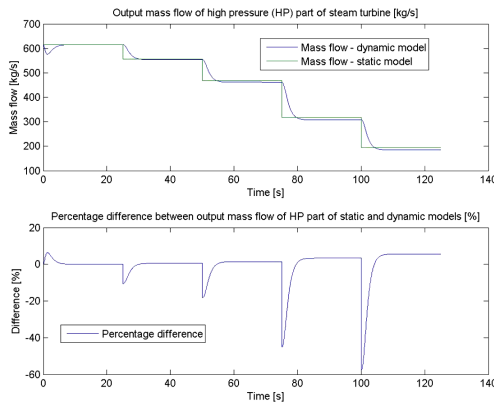 Output mass flow of high pressure (HP) part of steam turbine [kg/s]
700
600
500
400
300
200
100
Mass flow [kg/s]
Mass flow - dynamic model
Mass flow - static model
0 20 40 60 80 100 120 140
Time [s]
Percentage difference between output mass flow of HP part of static and dynamic models [%]
20
0
-20
-40
-60
Difference [%]
Percentage difference
0 20 40 60 80 100 120 140
Time [s]